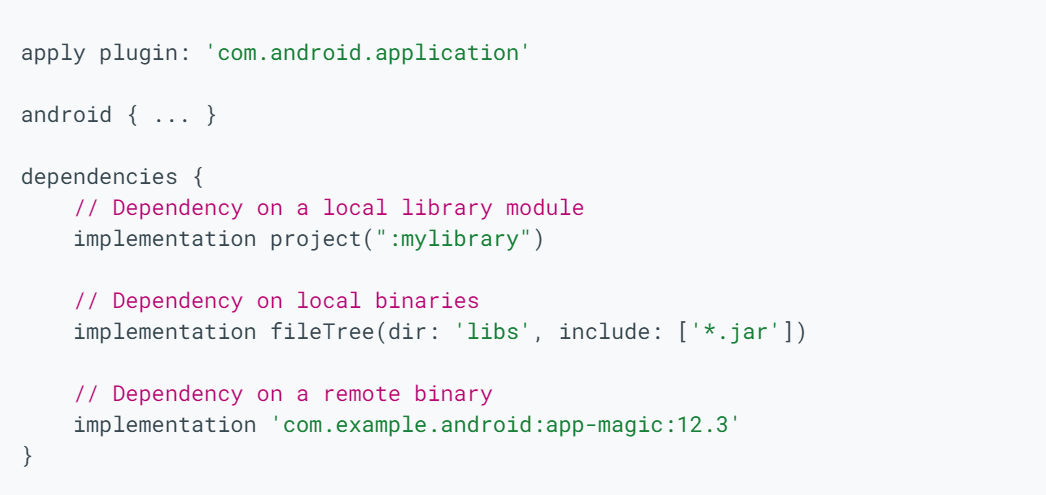 apply plugin: 'com.android.application'
android { ... }
dependencies {
    // Dependency on a local library module
    implementation project(":mylibrary")
    // Dependency on local binaries
    implementation fileTree(dir: 'libs', include: ['*.jar'])
    // Dependency on a remote binary
    implementation 'com.example.android:app-magic:12.3'
}